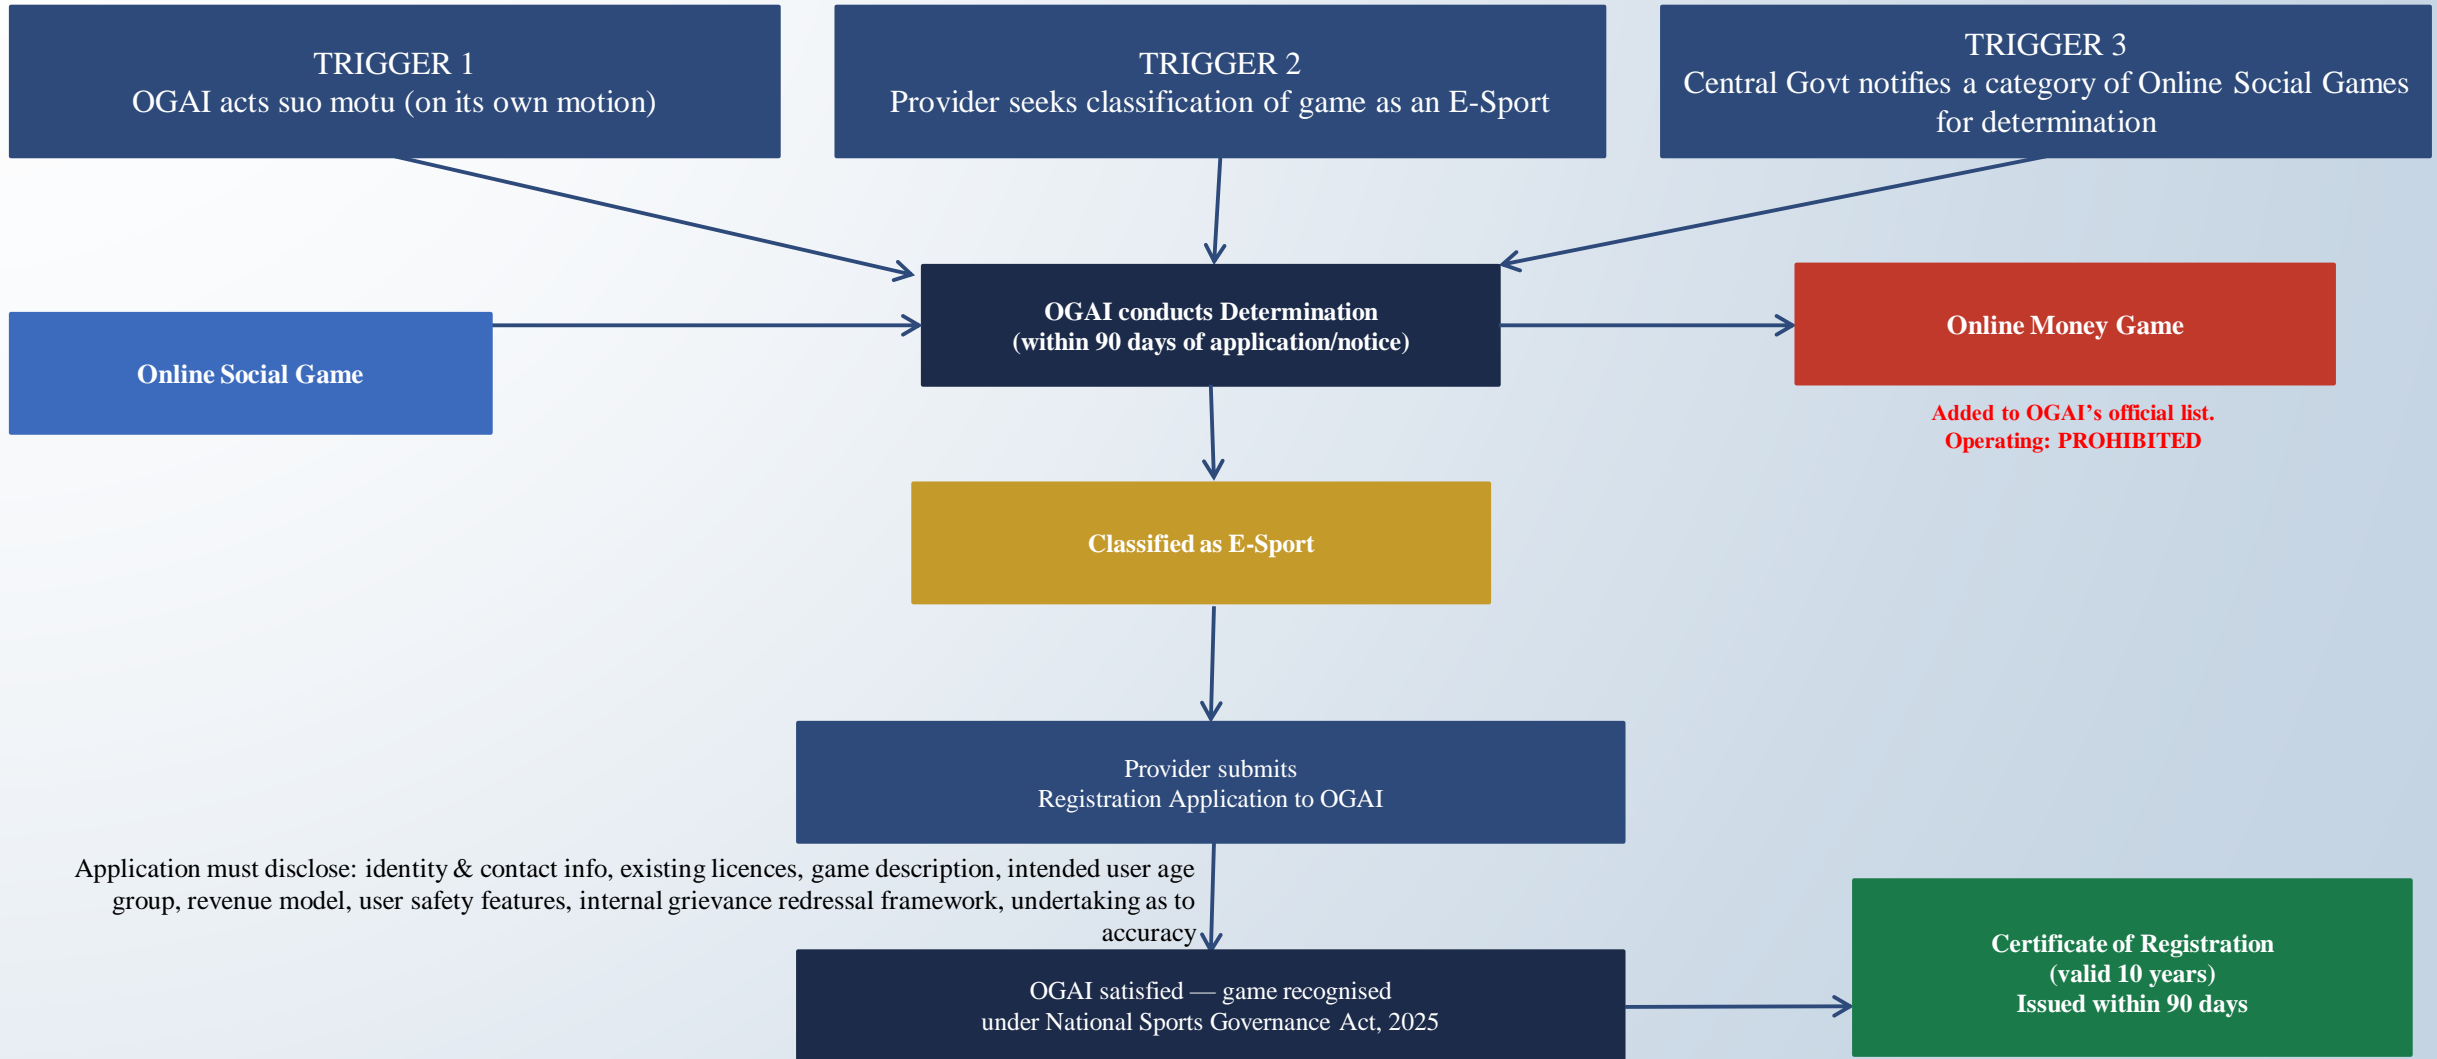 TRIGGER 1
OGAI acts suo motu (on its own motion)
TRIGGER 2
Provider seeks classification of game as an E-Sport
TRIGGER 3
Central Govt notifies a category of Online Social Games
for determination
Online Social Game
OGAI conducts Determination
(within 90 days of application/notice)
Online Money Game
Added to OGAI’s official list.
Operating: PROHIBITED
Classified as E-Sport
Provider submits
Registration Application to OGAI
Application must disclose: identity & contact info, existing licences, game description, intended user age
group, revenue model, user safety features, internal grievance redressal framework, undertaking as to
accuracy
OGAI satisfied — game recognised
under National Sports Governance Act, 2025
Certificate of Registration
(valid 10 years)
Issued within 90 days